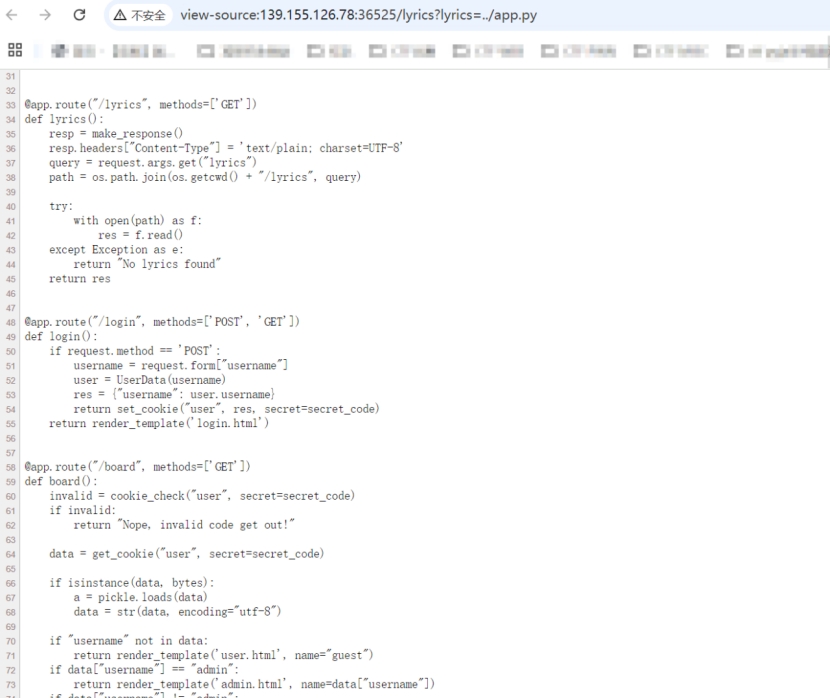 不安全 view-source:139.155.126.78:36525/lyrics?lyrics=../app.py
31
32
33 @app.route("/lyrics", methods=['GET'])
34 def lyrics():
35     resp = make_response()
36     resp.headers["Content-Type"] = 'text/plain; charset=UTF-8'
37     query = request.args.get("lyrics")
38     path = os.path.join(os.getcwd() + "/lyrics", query)
39
40     try:
41         with open(path) as f:
42             res = f.read()
43     except Exception as e:
44         return "No lyrics found"
45     return res
46
47
48 @app.route("/login", methods=['POST', 'GET'])
49 def login():
50     if request.method == 'POST':
51         username = request.form["username"]
52         user = UserData(username)
53         res = {"username": user.username}
54         return set_cookie("user", res, secret=secret_code)
55     return render_template('login.html')
56
57
58 @app.route("/board", methods=['GET'])
59 def board():
60     invalid = cookie_check("user", secret=secret_code)
61     if invalid:
62         return "Nope, invalid code get out!"
63
64     data = get_cookie("user", secret=secret_code)
65
66     if isinstance(data, bytes):
67         a = pickle.loads(data)
68         data = str(data, encoding="utf-8")
69
70     if "username" not in data:
71         return render_template('user.html', name="guest")
72     if data["username"] == "admin":
73         return render_template('admin.html', name=data["username"])
74     if data["username"] != "admin":